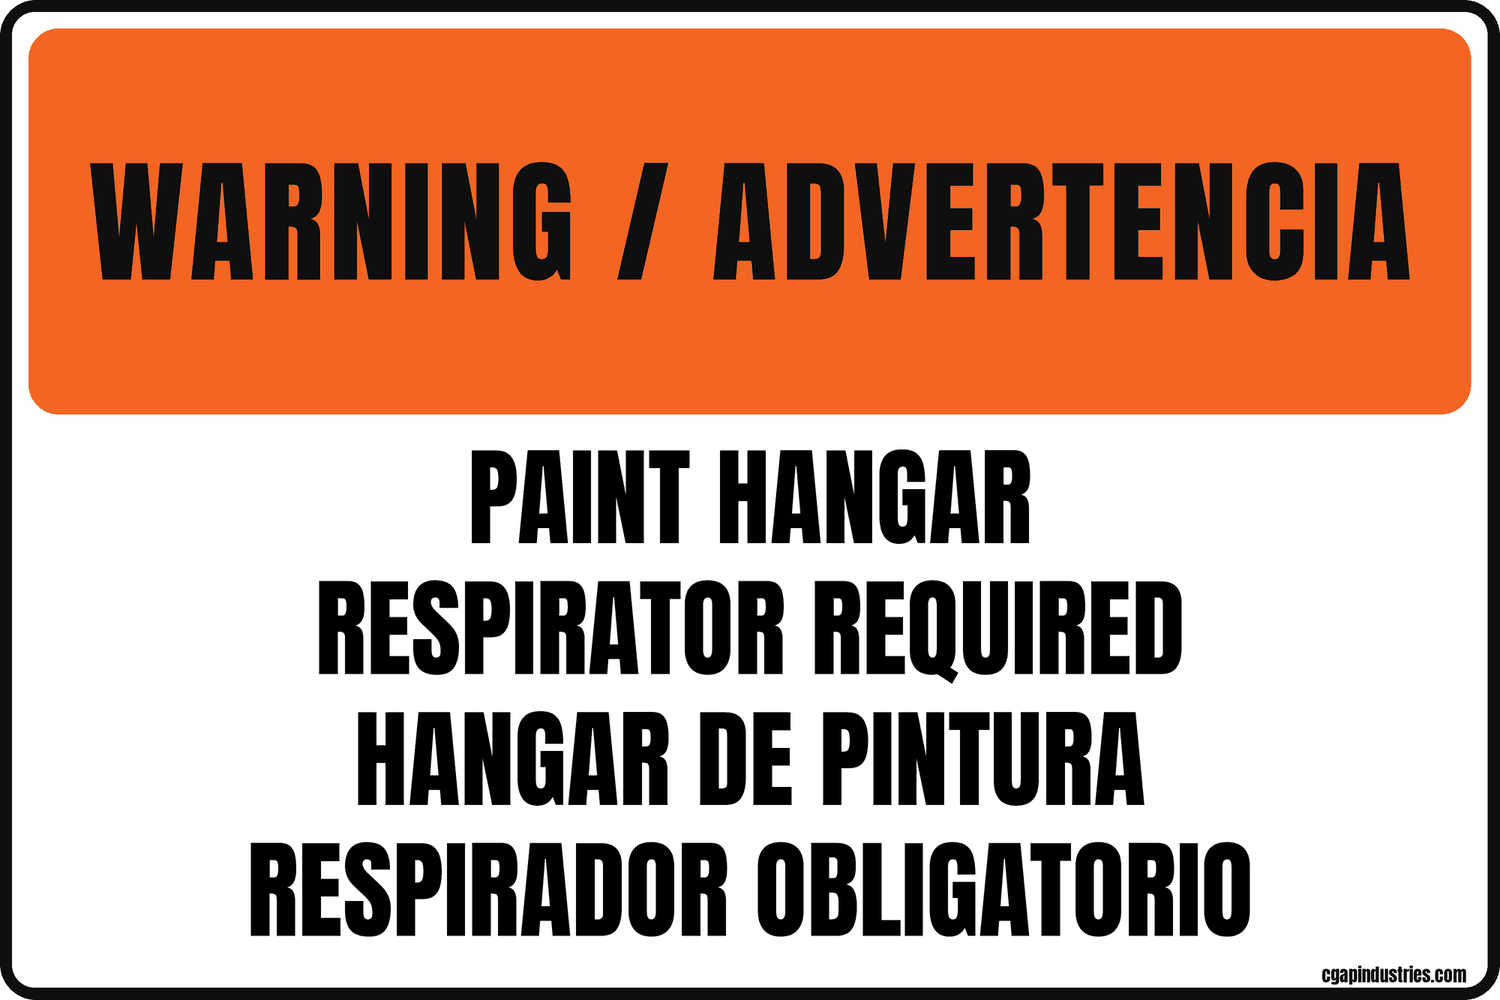 WARNING / ADVERTENCIA
PAINT HANGAR
RESPIRATOR REQUIRED
HANGAR DE PINTURA
RESPIRADOR OBLIGATORIO
cgapindustries.com